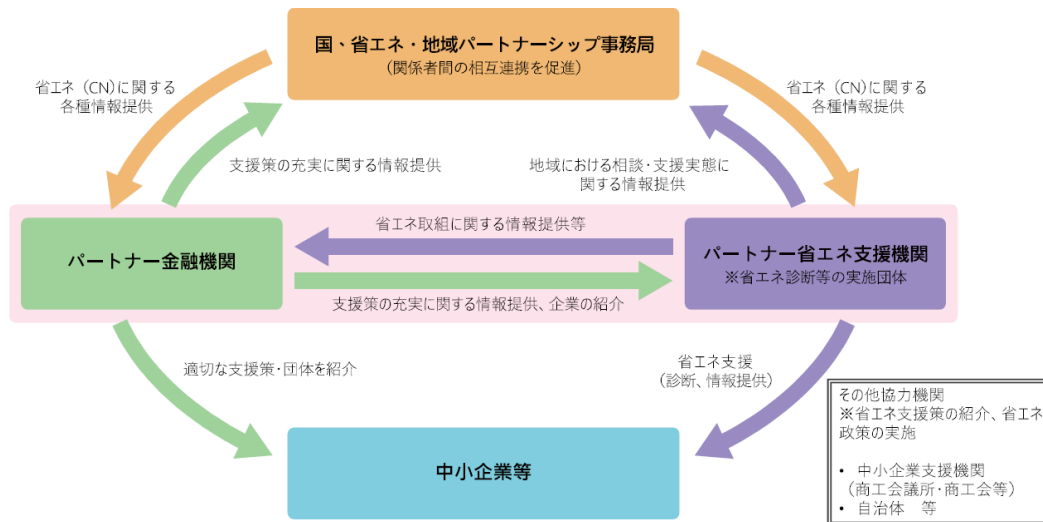 国、省エネ・地域パートナーシップ事務局
(関係者間の相互連携を促進)
省エネ (CN)に関する
各種情報提供
省エネ (CN)に関する
各種情報提供
支援策の充実に関する情報提供
地域における相談・支援実態に
関する情報提供
省エネ取組に関する情報提供等
パートナー金融機関
パートナー省エネ支援機関
※省エネ診断等の実施団体
支援策の充実に関する情報提供、企業の紹介
適切な支援策・団体を紹介
省エネ支援
(診断、情報提供)
中小企業等
その他協力機関
※省エネ支援策の紹介、省エネ
政策の実施
• 中小企業支援機関
(商工会議所・商工会等)
• 自治体 等